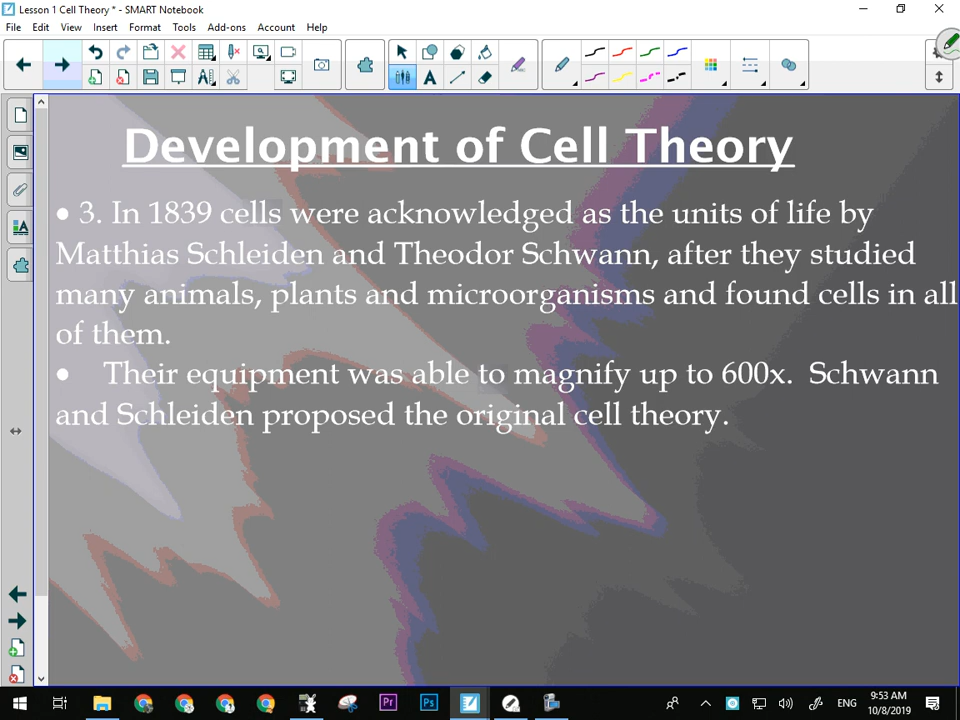 Lesson 1 Cell Theory * - SMART Notebook
File Edit View Insert Format Tools Add-ons Account Help
Development of Cell Theory
• 3. In 1839 cells were acknowledged as the units of life by
Matthias Schleiden and Theodor Schwann, after they studied
many animals, plants and microorganisms and found cells in all
of them.
• Their equipment was able to magnify up to 600x. Schwann
and Schleiden proposed the original cell theory.
Pr Ps ENG 9:53 AM
10/8/2019